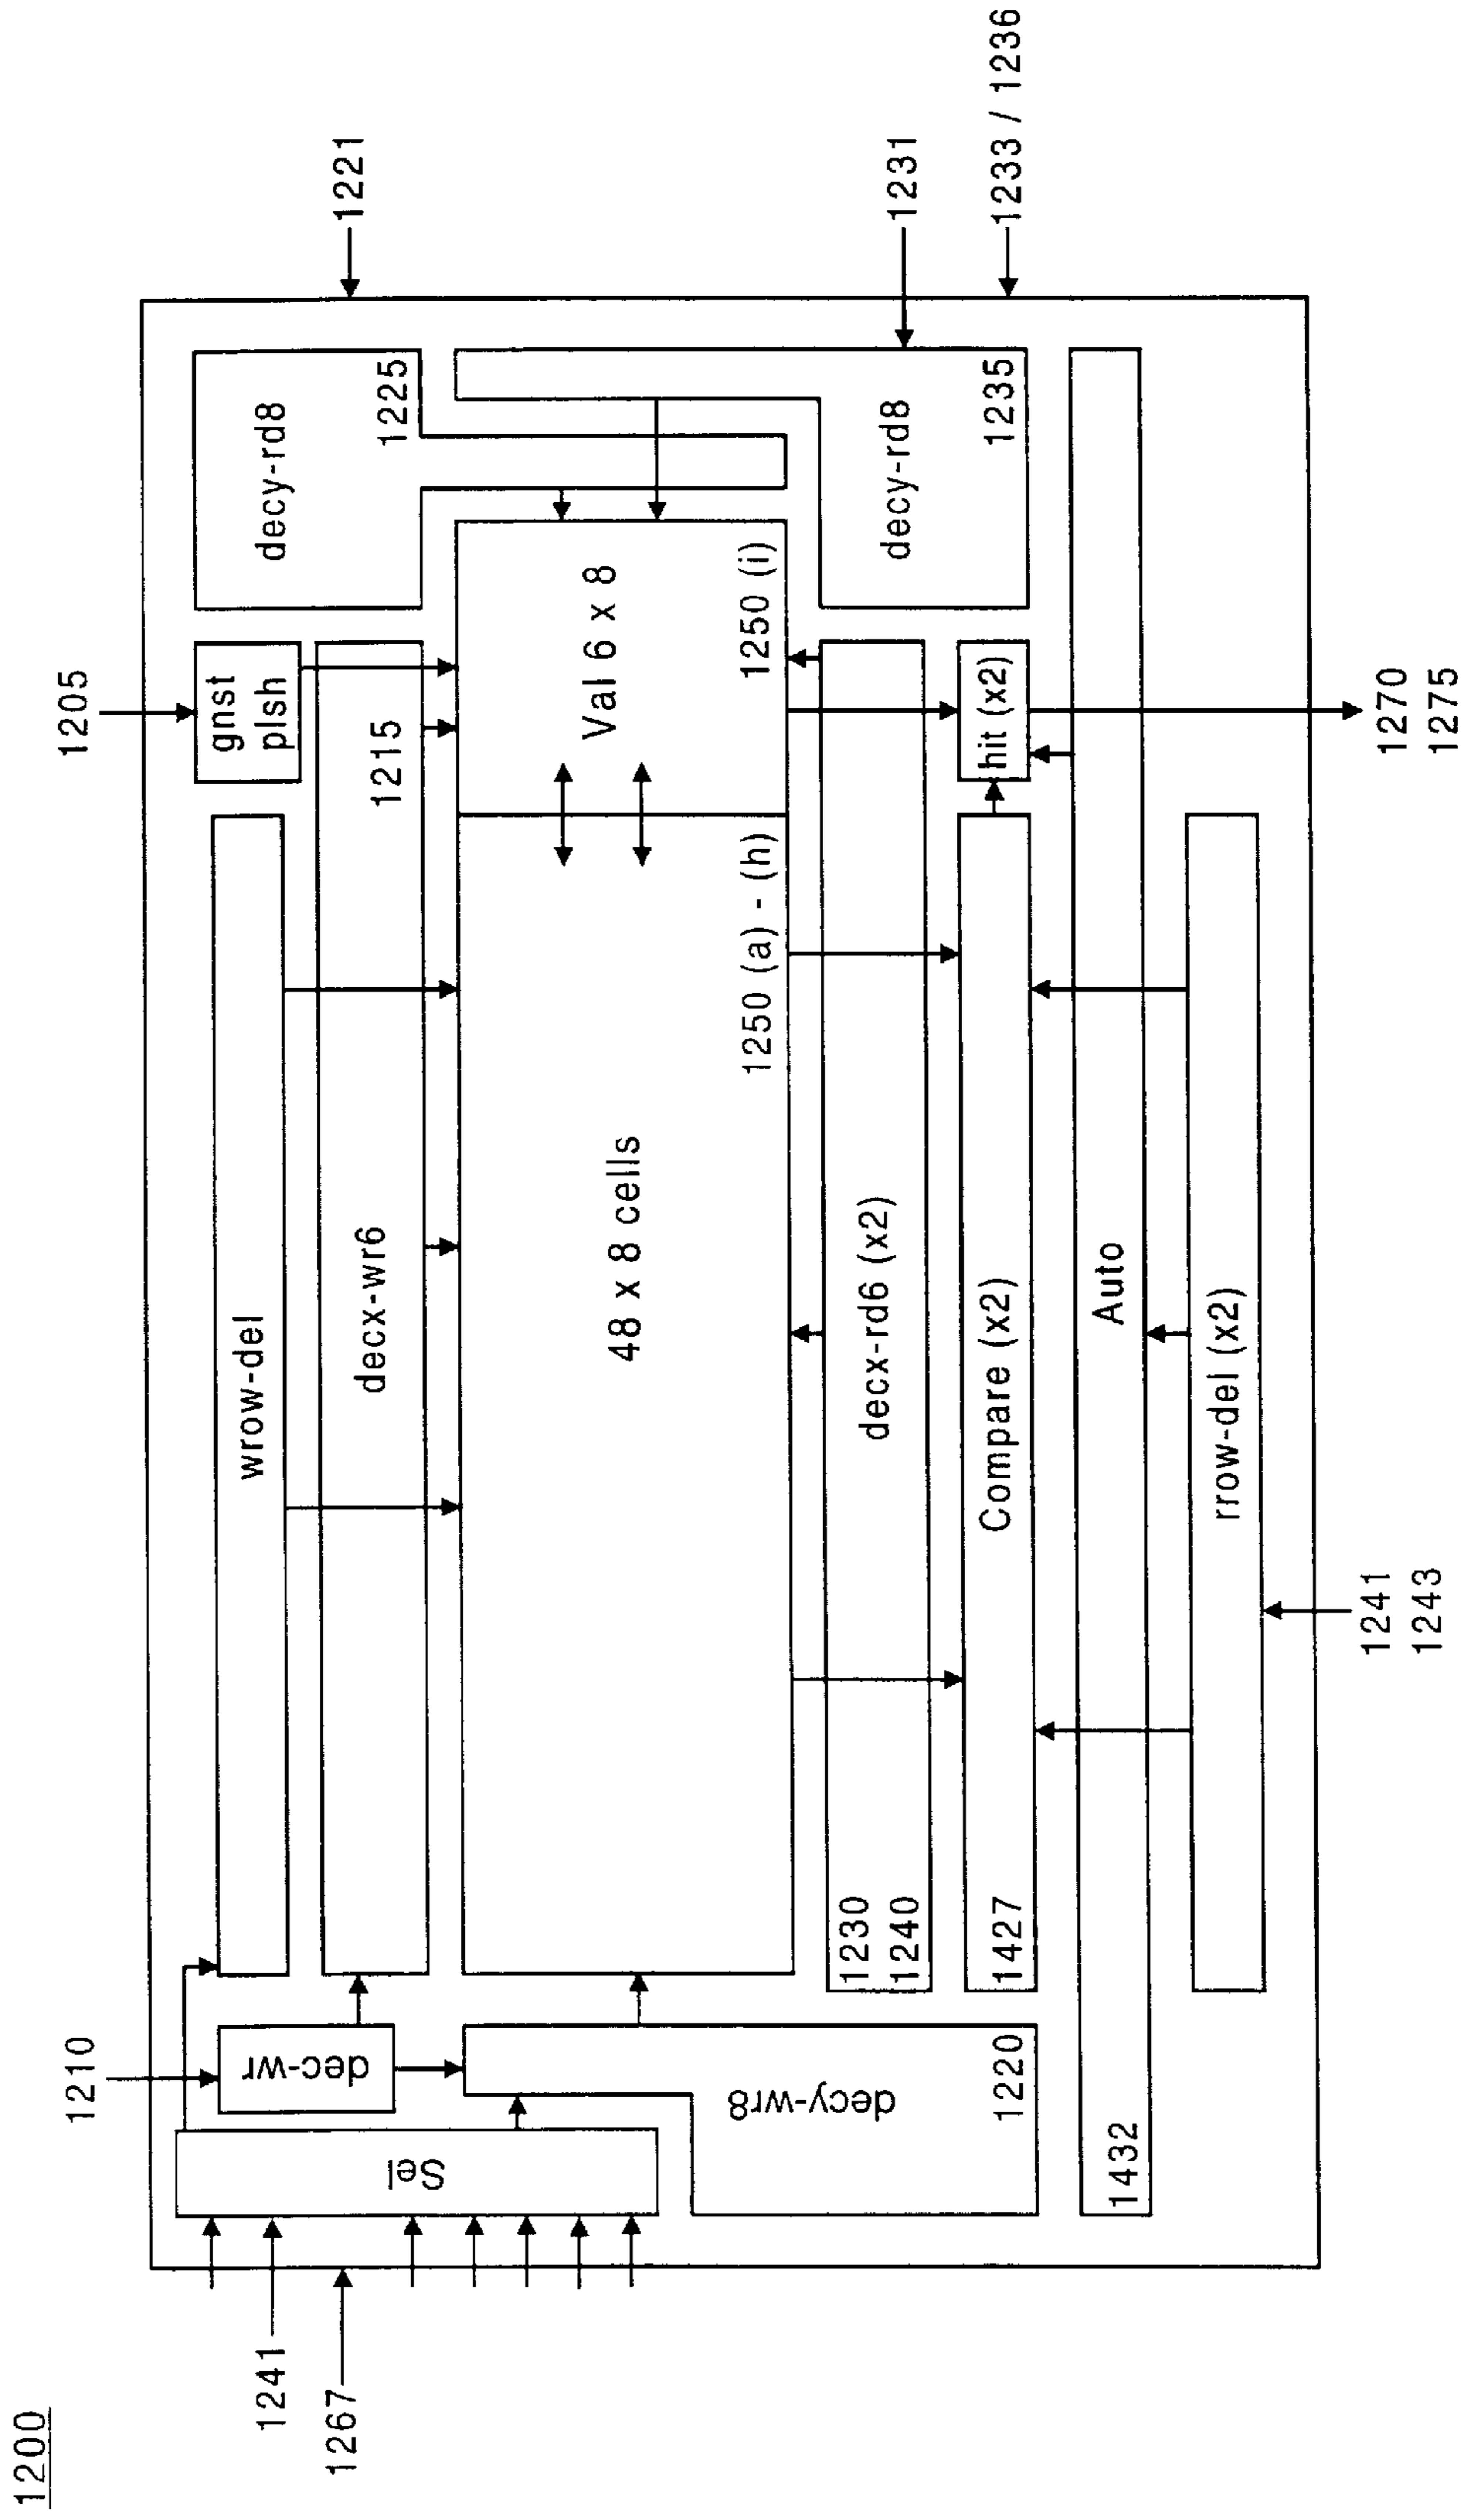 1200
1205
1210
1221
1231
1233 / 1236
1241
1267
Sel
dec-wr
decy-wr8
1220
wrow-del
decx-wr6
1215
gnst
plsh
decy-rd8
1225
48 x 8 cells
1250 (a) - (h)
Val 6 x 8
1250 (i)
decx-rd6 (x2)
1230
1240
decy-rd8
1235
Compare (x2)
1427
hit (x2)
Auto
1432
rrow-del (x2)
1241
1243
1270
1275